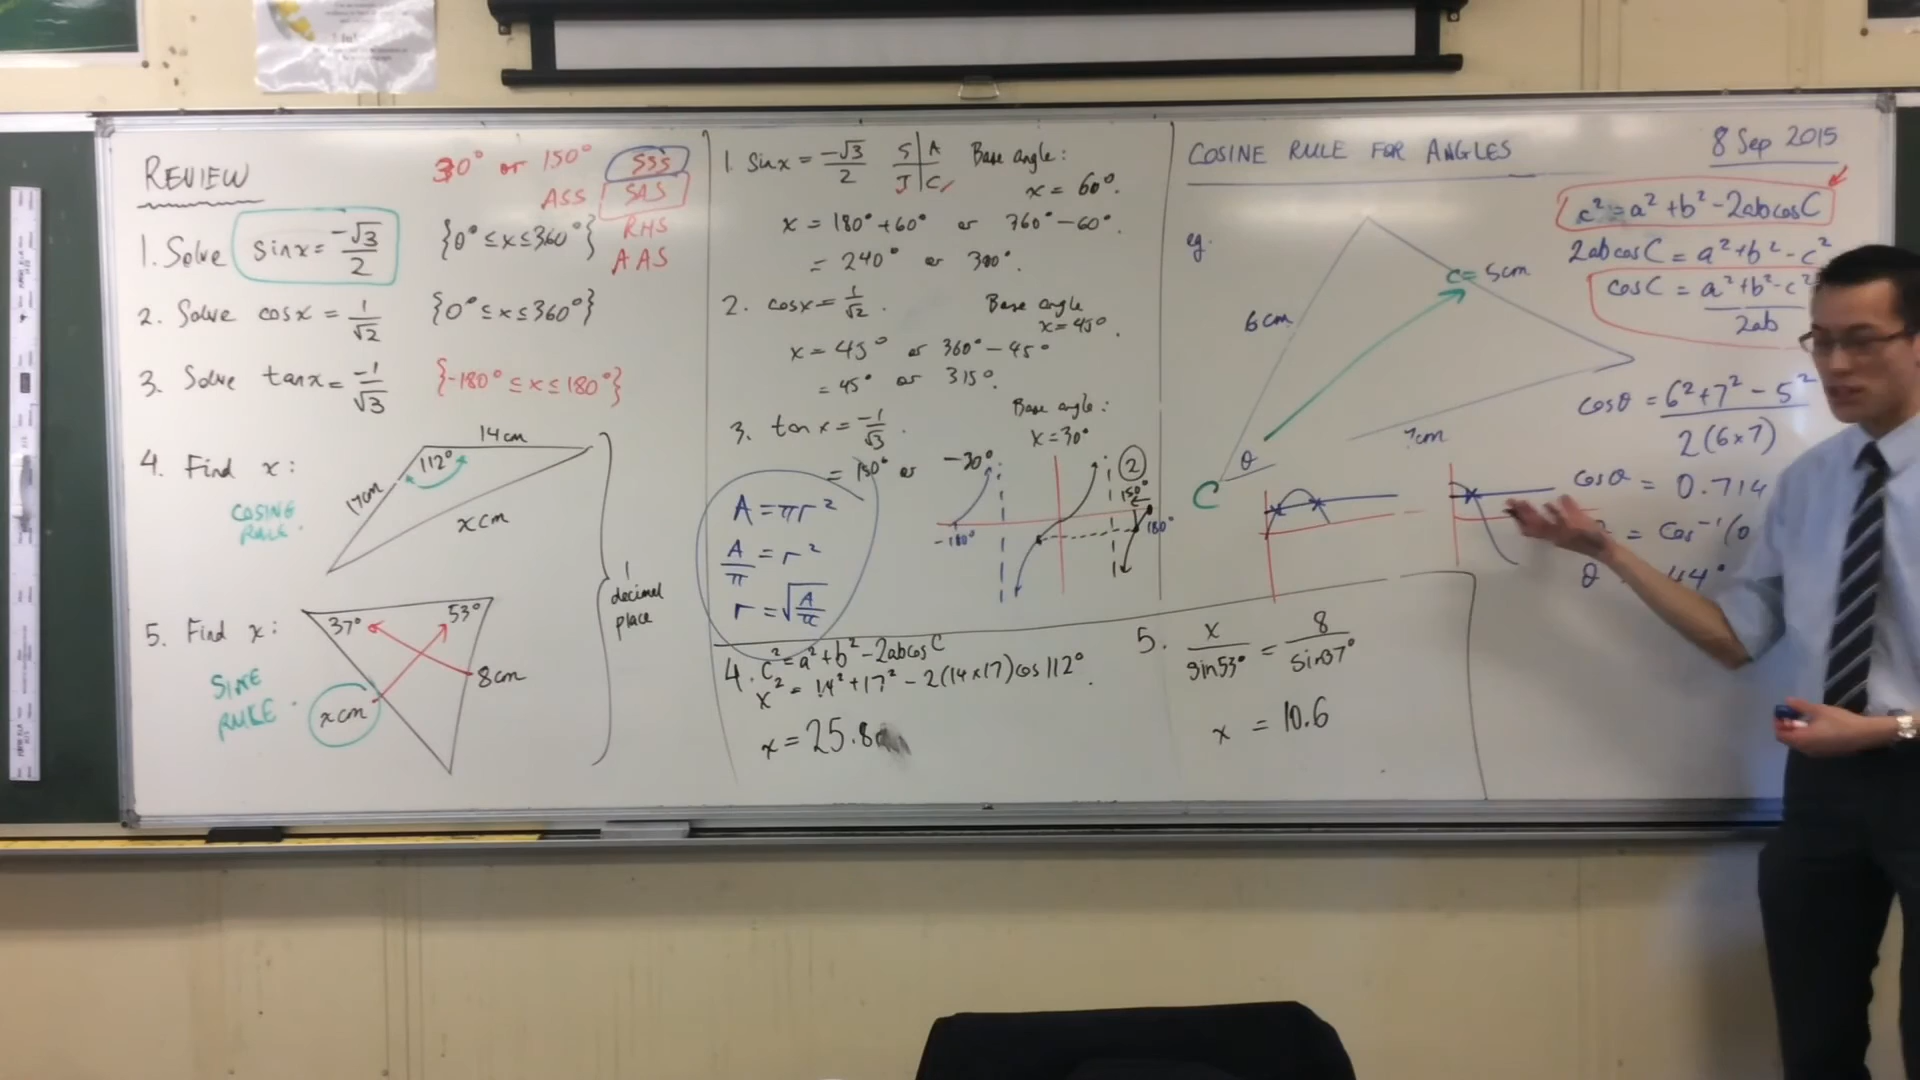 REVIEW
30° or 150°
SSS
ASS SAS
RHS
AAS
1. Solve sin x = -√3/2 {0° ≤ x ≤ 360°}
2. Solve cos x = 1/√2 {0° ≤ x ≤ 360°}
3. Solve tan x = -1/√3 {-180° ≤ x ≤ 180°}
4. Find x:
COSINE RULE.
14cm
112°
17cm
x cm
5. Find x:
SINE RULE.
37°
53°
8cm
x cm
1 decimal place
1. Sin x = -√3/2 S A T C Base angle:
x = 60°.
x = 180° + 60° or 360° - 60°
= 240° or 300°.
2. cos x = 1/√2. Base angle
x = 45°.
x = 45° or 360° - 45°
= 45° or 315°.
3. tan x = -1/√3. Base angle:
x = 30°
= 150° or -30°
2
150°
-180°
180°
A = πr²
A/π = r²
r = √A/π
4. c² = a² + b² - 2ab cos C
x² = 14² + 17² - 2(14×17) cos 112°.
x = 25.8
5. x/sin 53° = 8/sin 37°
x = 10.6
COSINE RULE FOR ANGLES
8 Sep 2015
eg.
6cm
c = 5cm
7cm
θ
C
c² = a² + b² - 2ab cos C
2ab cos C = a² + b² - c²
cos C = a² + b² - c²/2ab
cos θ = 6² + 7² - 5²/2(6×7)
cos θ = 0.714
= cos⁻¹(0
θ 44°